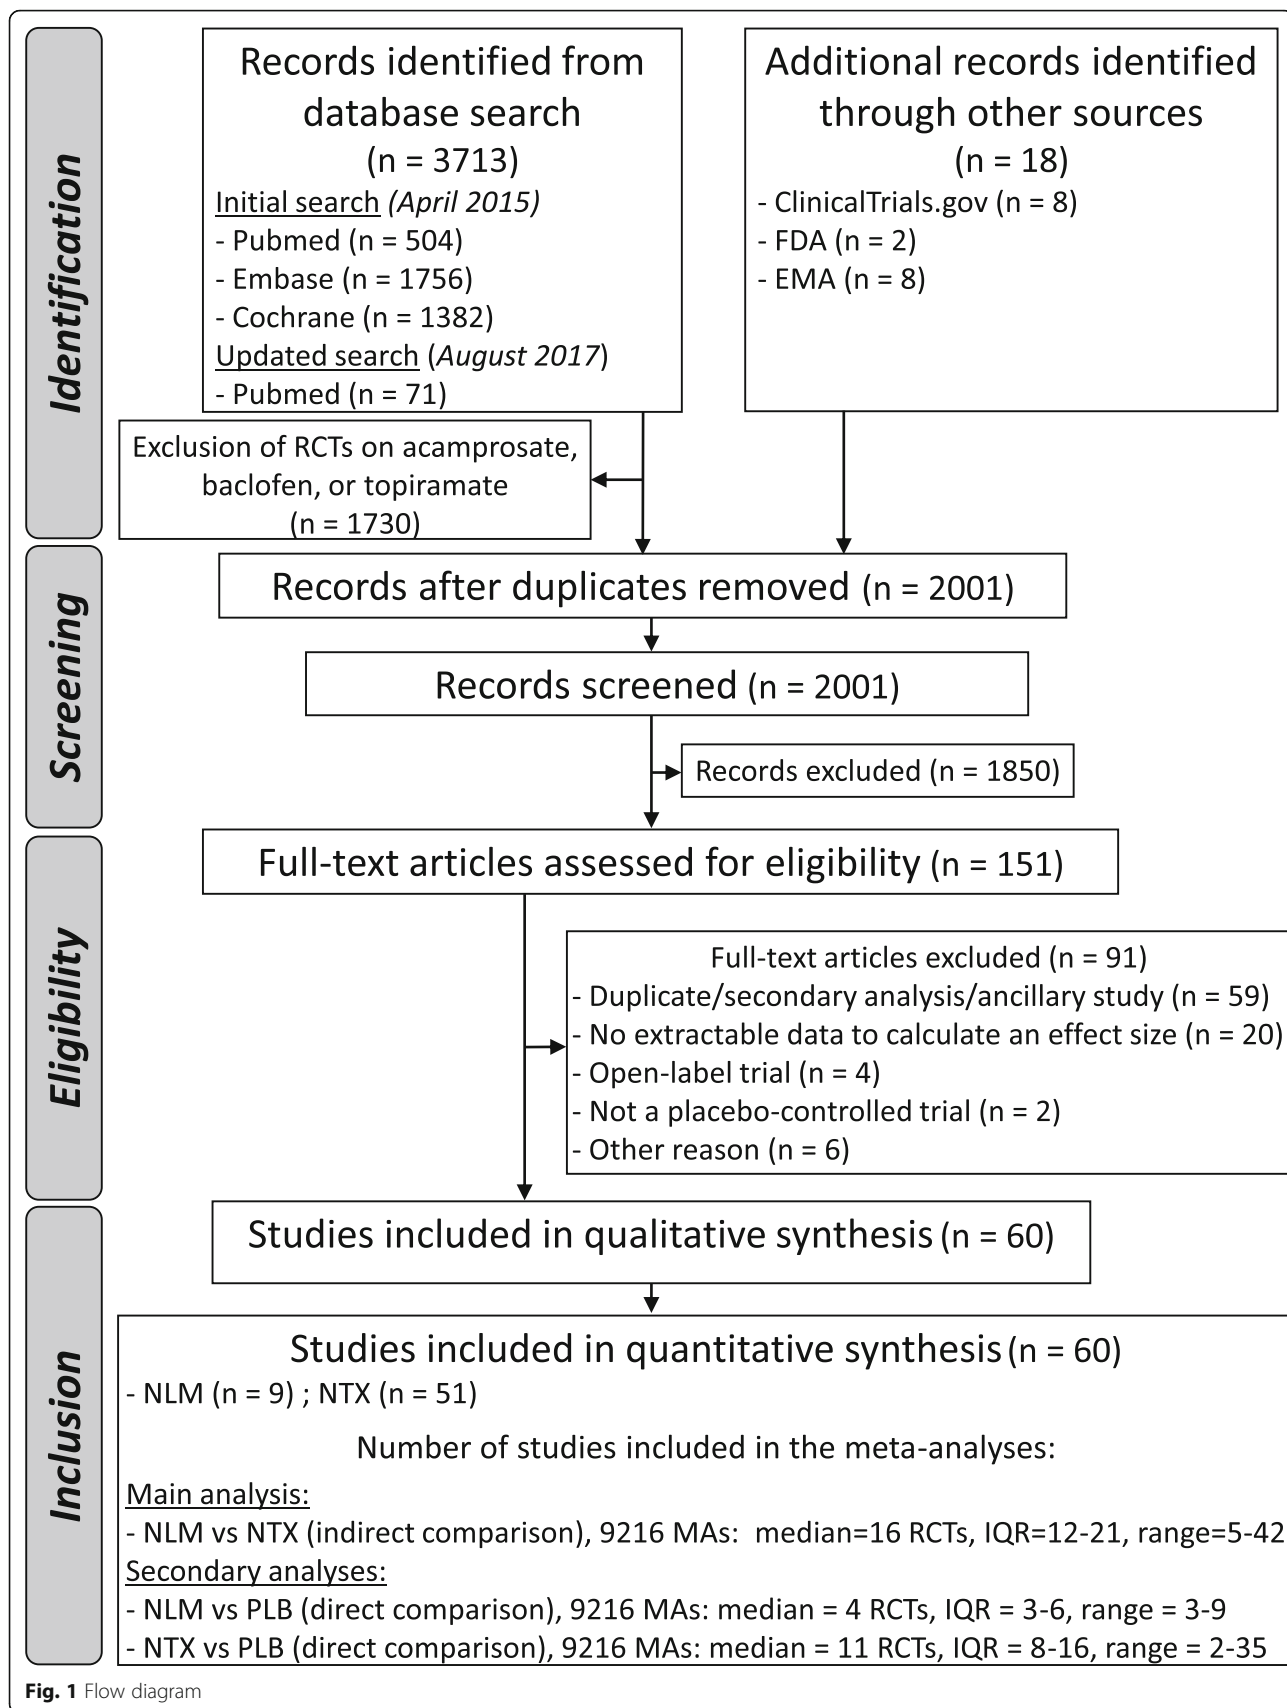 Identification
Records identified from
database search
(n = 3713)
Initial search (April 2015)
- Pubmed (n = 504)
- Embase (n = 1756)
- Cochrane (n = 1382)
Updated search (August 2017)
- Pubmed (n = 71)
Additional records identified
through other sources
(n = 18)
- ClinicalTrials.gov (n = 8)
- FDA (n = 2)
- EMA (n = 8)
Exclusion of RCTs on acamprosate,
baclofen, or topiramate
(n = 1730)
Screening
Records after duplicates removed (n = 2001)
Records screened (n = 2001)
Records excluded (n = 1850)
Eligibility
Full-text articles assessed for eligibility (n = 151)
Full-text articles excluded (n = 91)
- Duplicate/secondary analysis/ancillary study (n = 59)
- No extractable data to calculate an effect size (n = 20)
- Open-label trial (n = 4)
- Not a placebo-controlled trial (n = 2)
- Other reason (n = 6)
Inclusion
Studies included in qualitative synthesis (n = 60)
Studies included in quantitative synthesis (n = 60)
- NLM (n = 9) ; NTX (n = 51)
Number of studies included in the meta-analyses:
Main analysis:
- NLM vs NTX (indirect comparison), 9216 MAs: median=16 RCTs, IQR=12-21, range=5-42
Secondary analyses:
- NLM vs PLB (direct comparison), 9216 MAs: median = 4 RCTs, IQR = 3-6, range = 3-9
- NTX vs PLB (direct comparison), 9216 MAs: median = 11 RCTs, IQR = 8-16, range = 2-35
Fig. 1 Flow diagram